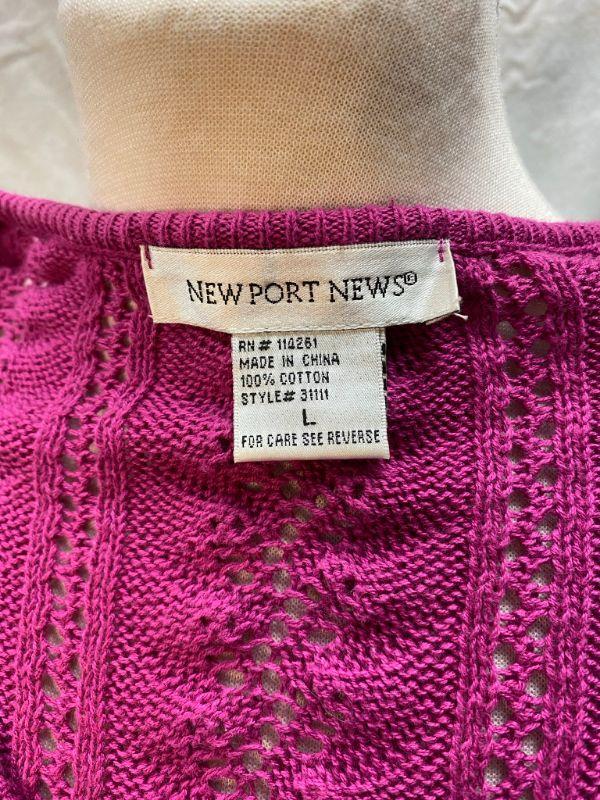 NEWPORT NEWS®
RN# 114261
MADE IN CHINA
100% COTTON
STYLE# 31111
L
FOR CARE SEE REVERSE